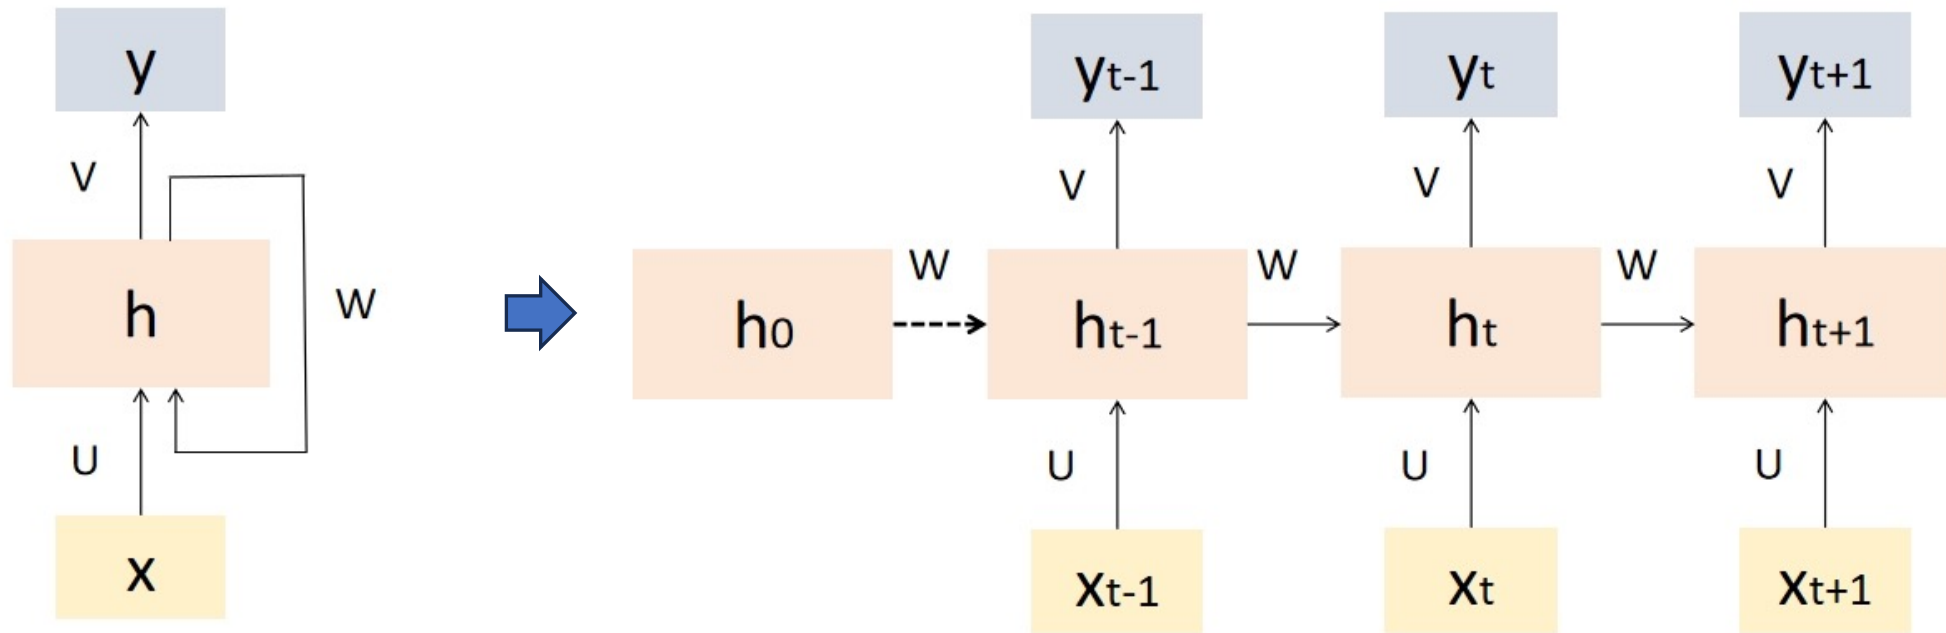 y
V
h
W
U
x
yt-1
yt
yt+1
V
V
V
h0
W
ht-1
W
ht
W
ht+1
U
U
U
xt-1
xt
xt+1